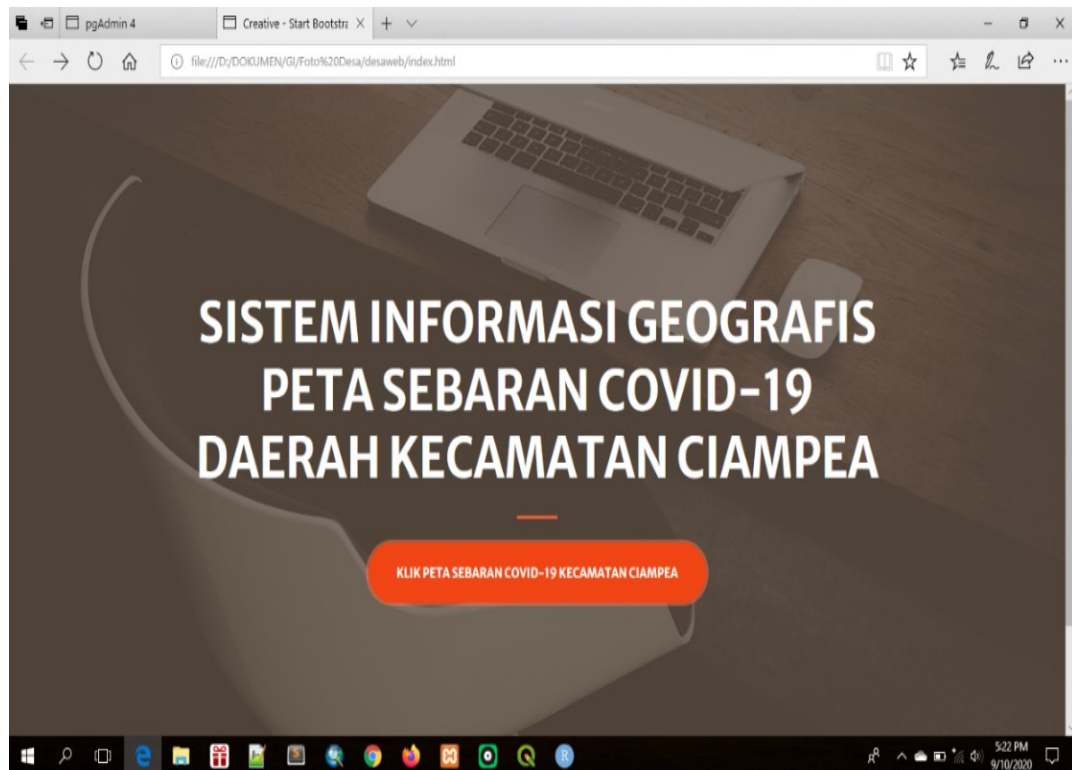 pgAdmin 4
Creative - Start Bootstra
file:///D:/DOKUMEN/GI/Foto%20Desa/desaweb/index.html
SISTEM INFORMASI GEOGRAFIS
PETA SEBARAN COVID-19
DAERAH KECAMATAN CIAMPEA
KLIK PETA SEBARAN COVID-19 KECAMATAN CIAMPEA
5:22 PM
9/10/2020